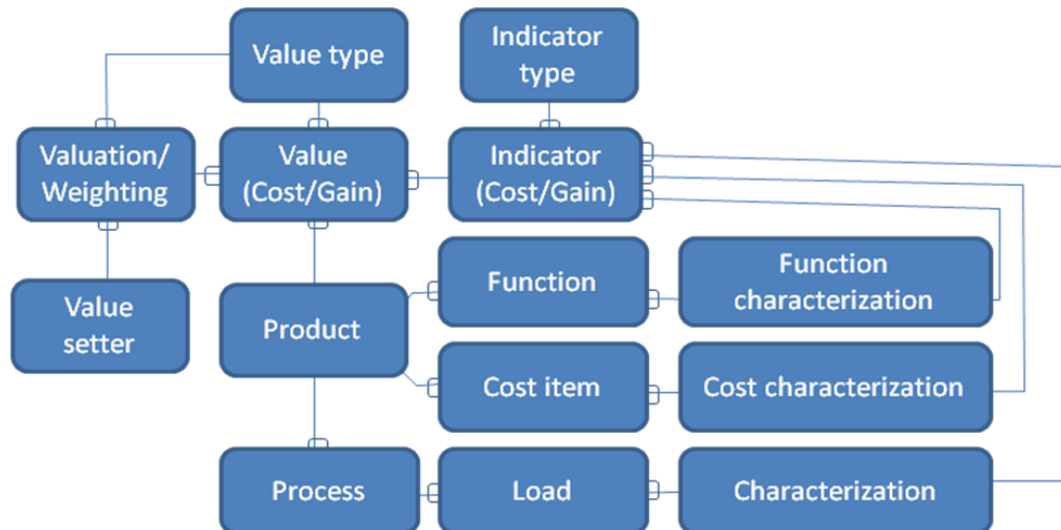 Value type
Indicator
type
Valuation/
Weighting
Value
(Cost/Gain)
Indicator
(Cost/Gain)
Value
setter
Product
Function
Function
characterization
Cost item
Cost characterization
Process
Load
Characterization